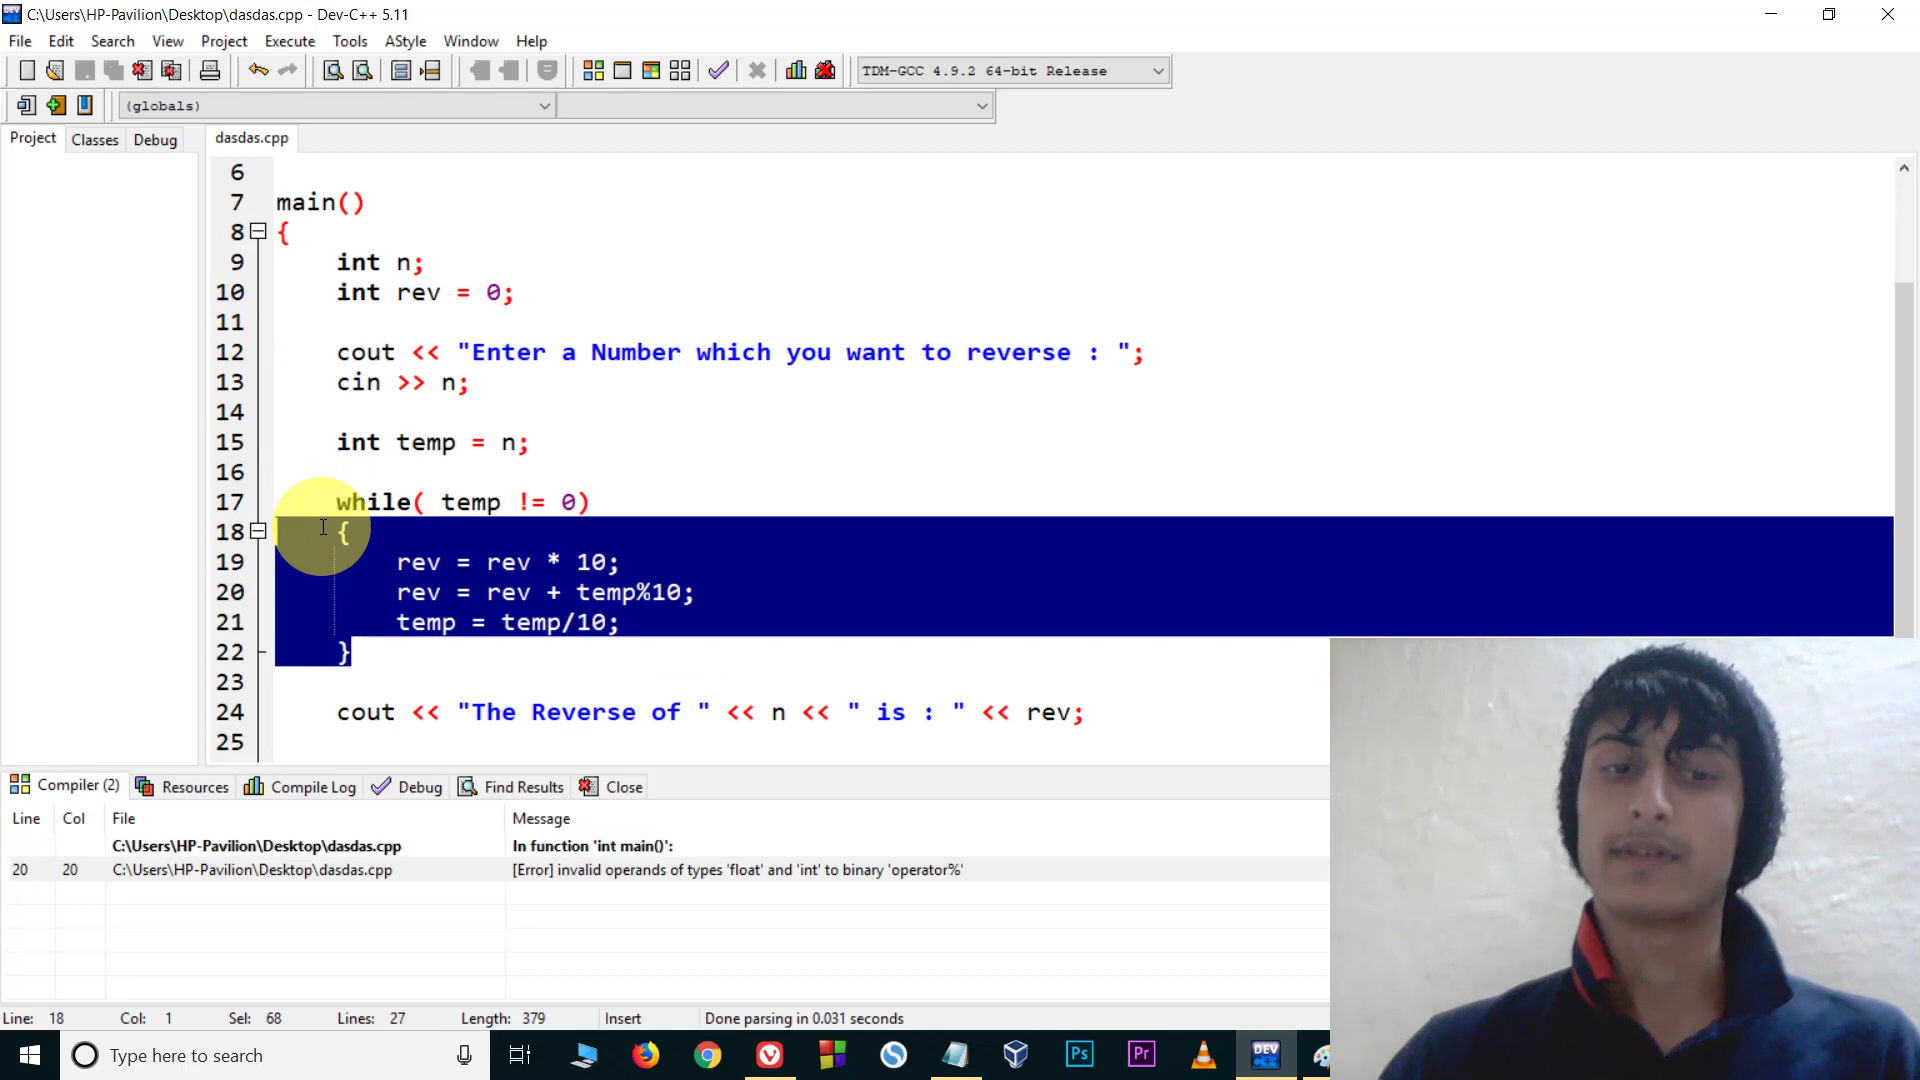 C:\Users\HP-Pavilion\Desktop\dasdas.cpp - Dev-C++ 5.11
File Edit Search View Project Execute Tools AStyle Window Help
TDM-GCC 4.9.2 64-bit Release
(globals)
Project Classes Debug dasdas.cpp
6
7 main()
8 {
9 int n;
10 int rev = 0;
11
12 cout << "Enter a Number which you want to reverse : ";
13 cin >> n;
14
15 int temp = n;
16
17 while( temp != 0)
18 {
19 rev = rev * 10;
20 rev = rev + temp%10;
21 temp = temp/10;
22 }
23
24 cout << "The Reverse of " << n << " is : " << rev;
25
Compiler (2) Resources Compile Log Debug Find Results Close
Line Col File Message
C:\Users\HP-Pavilion\Desktop\dasdas.cpp In function 'int main()':
20 20 C:\Users\HP-Pavilion\Desktop\dasdas.cpp [Error] invalid operands of types 'float' and 'int' to binary 'operator%'
Line: 18 Col: 1 Sel: 68 Lines: 27 Length: 379 Insert Done parsing in 0.031 seconds
Type here to search Ps Pr DEV C++